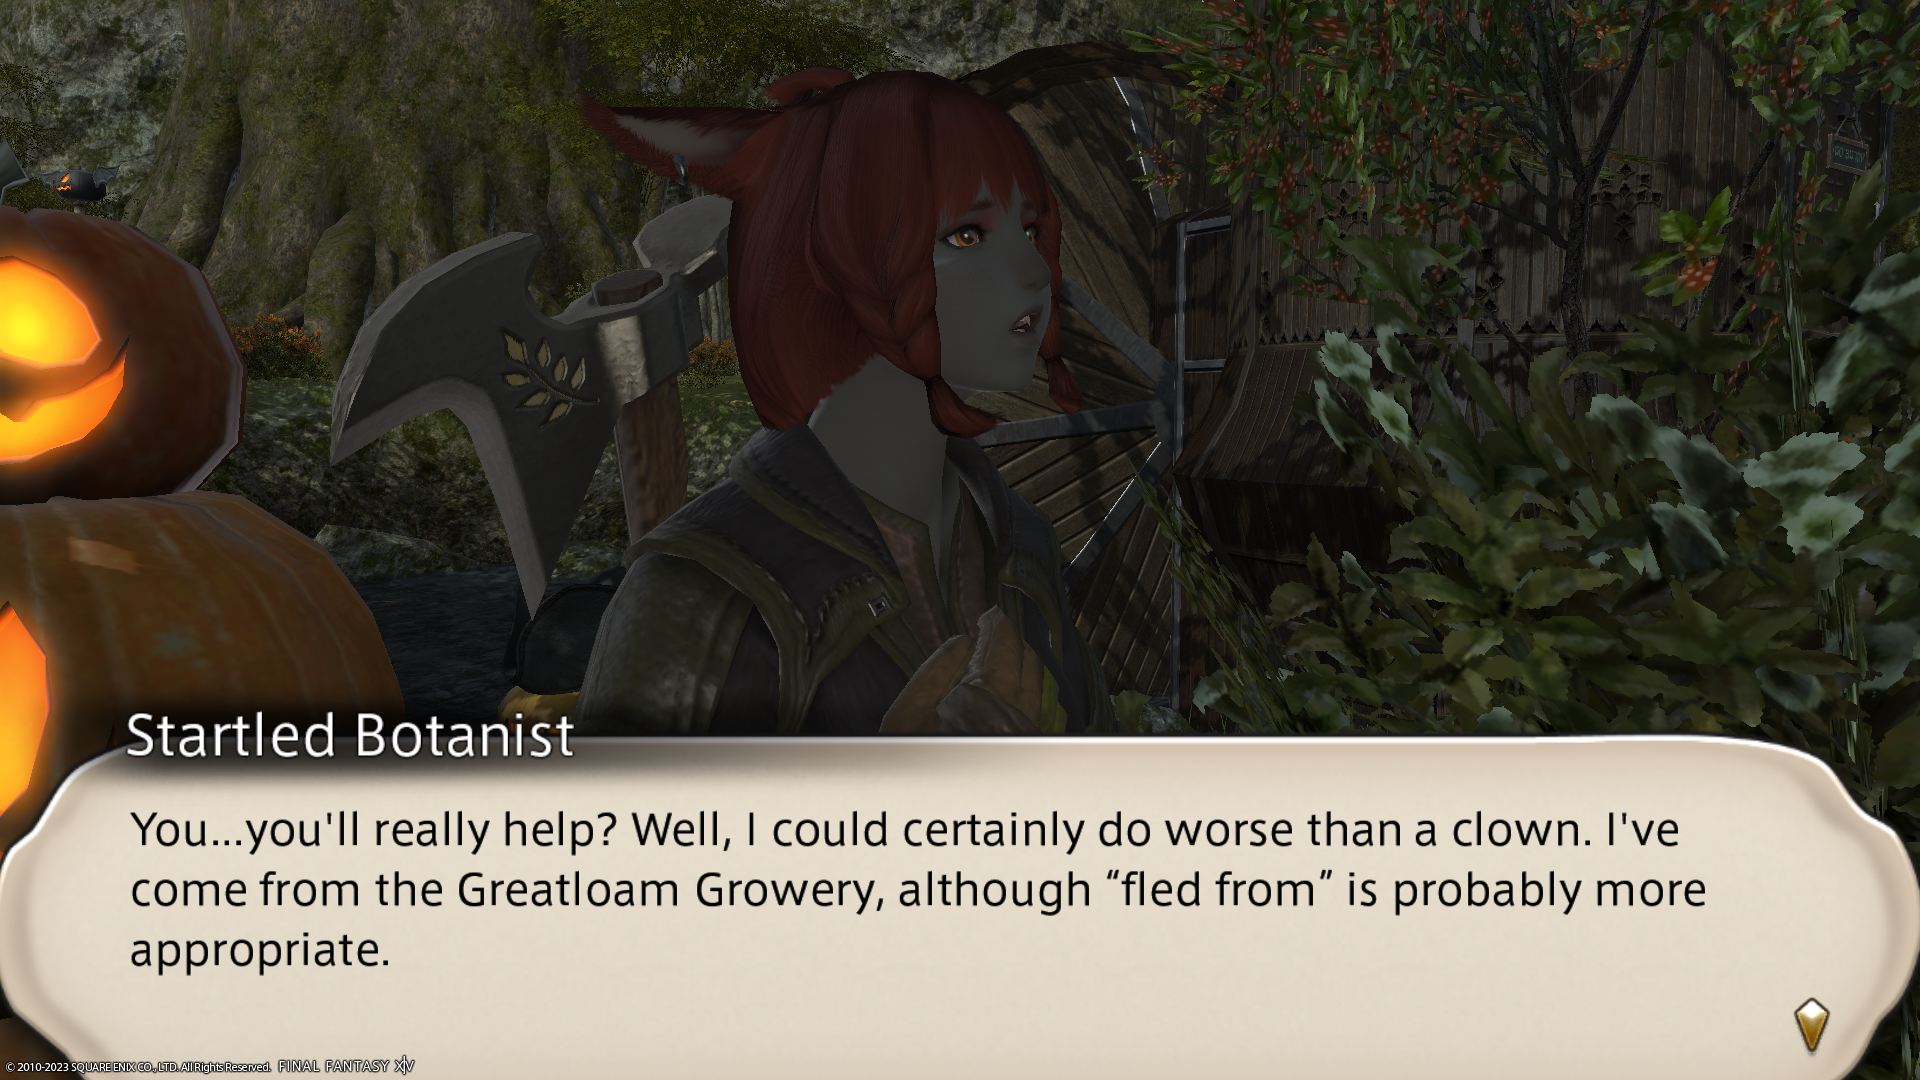 Startled Botanist
You...you'll really help? Well, I could certainly do worse than a clown. I've
come from the Greatloam Growery, although “fled from” is probably more
appropriate.
© 2010-2023 SQUARE ENIX CO., LTD. All Rights Reserved. FINAL FANTASY XIV